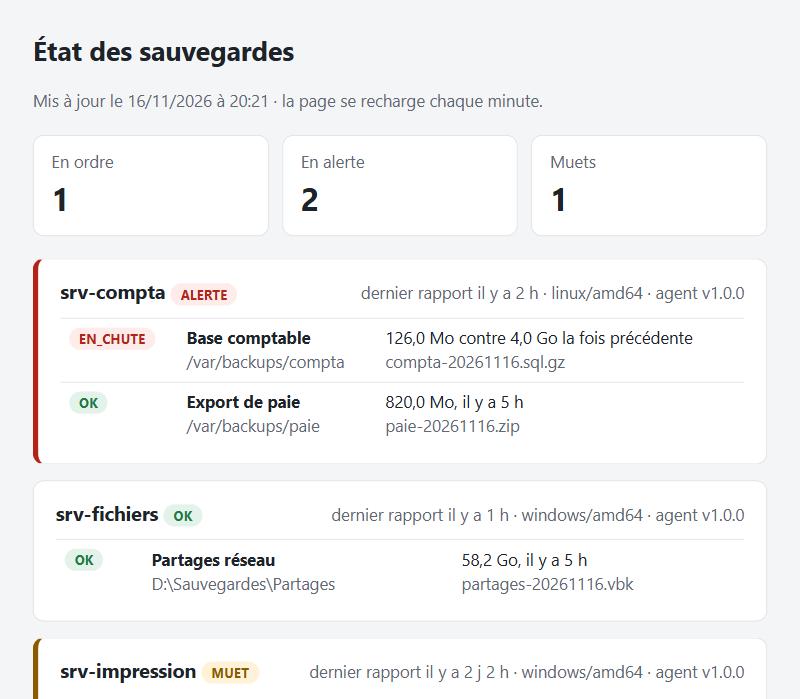 État des sauvegardes
Mis à jour le 16/11/2026 à 20:21 · la page se recharge chaque minute.
En ordre
1
En alerte
2
Muets
1
srv-compta ALERTE dernier rapport il y a 2 h · linux/amd64 · agent v1.0.0
EN_CHUTE Base comptable 126,0 Mo contre 4,0 Go la fois précédente
/var/backups/compta compta-20261116.sql.gz
OK Export de paie 820,0 Mo, il y a 5 h
/var/backups/paie paie-20261116.zip
srv-fichiers OK dernier rapport il y a 1 h · windows/amd64 · agent v1.0.0
OK Partages réseau 58,2 Go, il y a 5 h
D:\Sauvegardes\Partages partages-20261116.vbk
srv-impression MUET dernier rapport il y a 2 j 2 h · windows/amd64 · agent v1.0.0